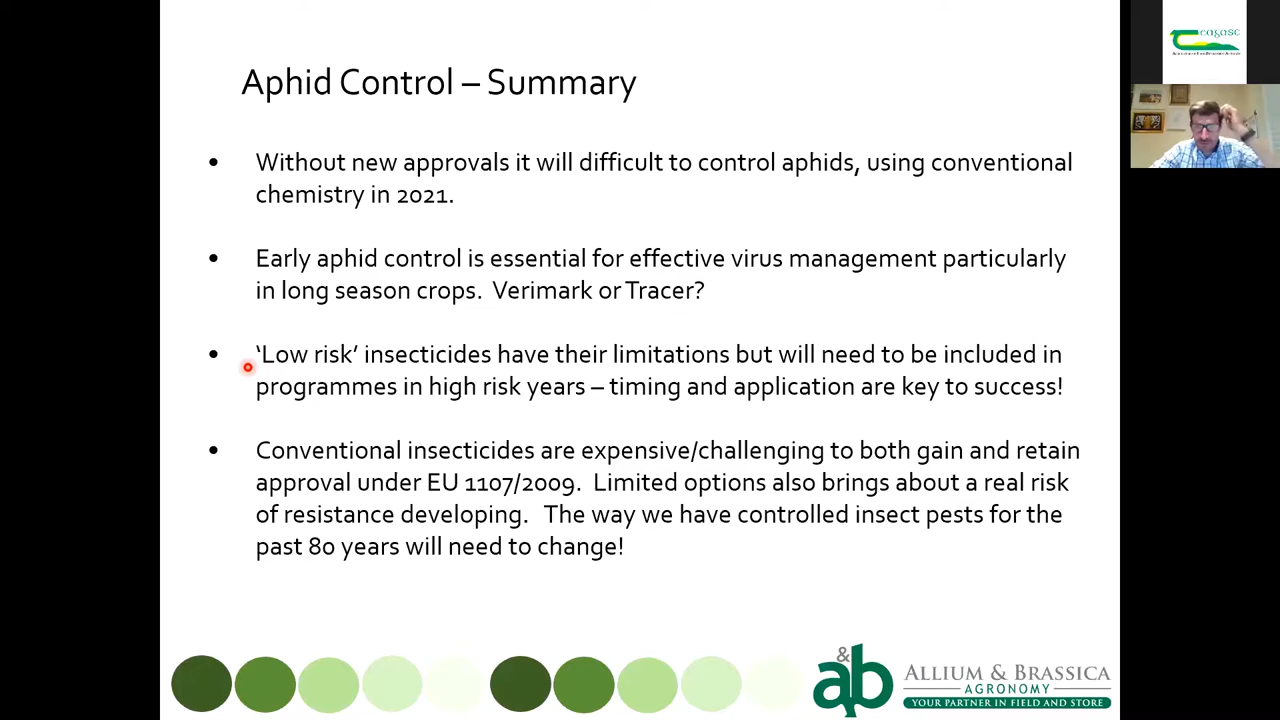 Aphid Control – Summary
• Without new approvals it will difficult to control aphids, using conventional
chemistry in 2021.
• Early aphid control is essential for effective virus management particularly
in long season crops.  Verimark or Tracer?
• ‘Low risk’ insecticides have their limitations but will need to be included in
programmes in high risk years – timing and application are key to success!
• Conventional insecticides are expensive/challenging to both gain and retain
approval under EU 1107/2009.  Limited options also brings about a real risk
of resistance developing.   The way we have controlled insect pests for the
past 80 years will need to change!
&
ab
ALLIUM & BRASSICA
AGRONOMY
YOUR PARTNER IN FIELD AND STORE
teagasc